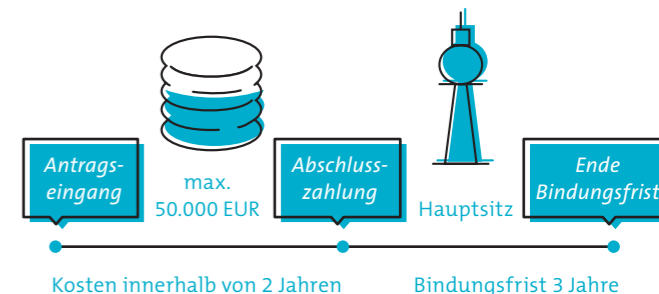 Antrags-
eingang
max.
50.000 EUR
Abschluss-
zahlung
Hauptsitz
Ende
Bindungsfrist
Kosten innerhalb von 2 Jahren
Bindungsfrist 3 Jahre